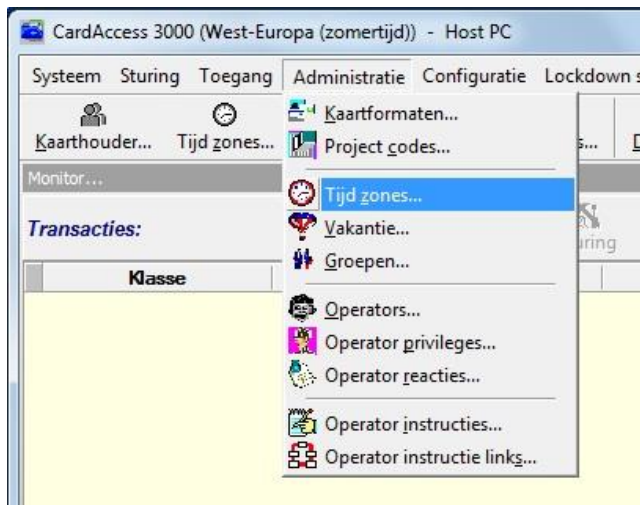 CardAccess 3000 (West-Europa (zomertijd)) - Host PC
Systeem Sturing Toegang Administratie Configuratie Lockdown
Kaarthouder... Tijd zones...
Monitor...
Transacties:
Klasse
Kaartformaten...
Project codes...
Tijd zones...
Vakantie...
Groepen...
Operators...
Operator privileges...
Operator reacties...
Operator instructies...
Operator instructie links...